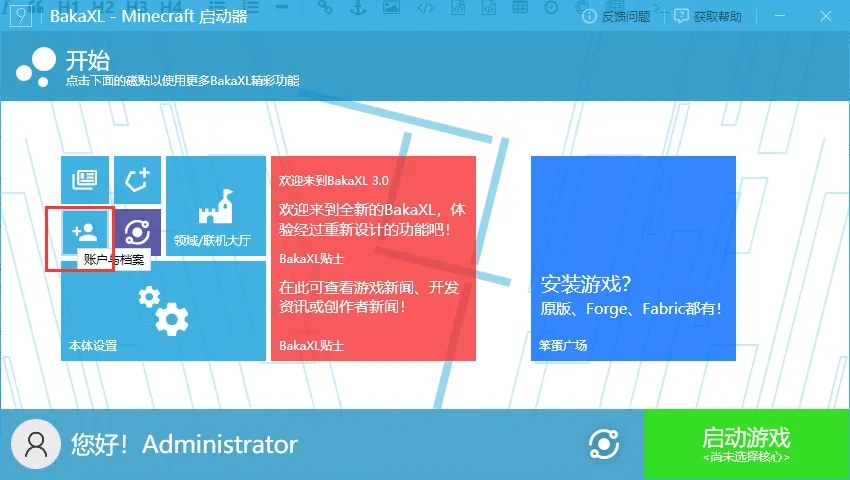 BakaXL - Minecraft 启动器
反馈问题
获取帮助
开始
点击下面的磁贴以使用更多BakaXL精彩功能
领域/联机大厅
账户与档案
本体设置
欢迎来到BakaXL 3.0
欢迎来到全新的BakaXL，体
验经过重新设计的功能吧！
BakaXL贴士
在此可查看游戏新闻、开发
资讯或创作者新闻！
BakaXL贴士
安装游戏？
原版、Forge、Fabric都有！
笨蛋广场
您好！Administrator
启动游戏
<尚未选择核心>